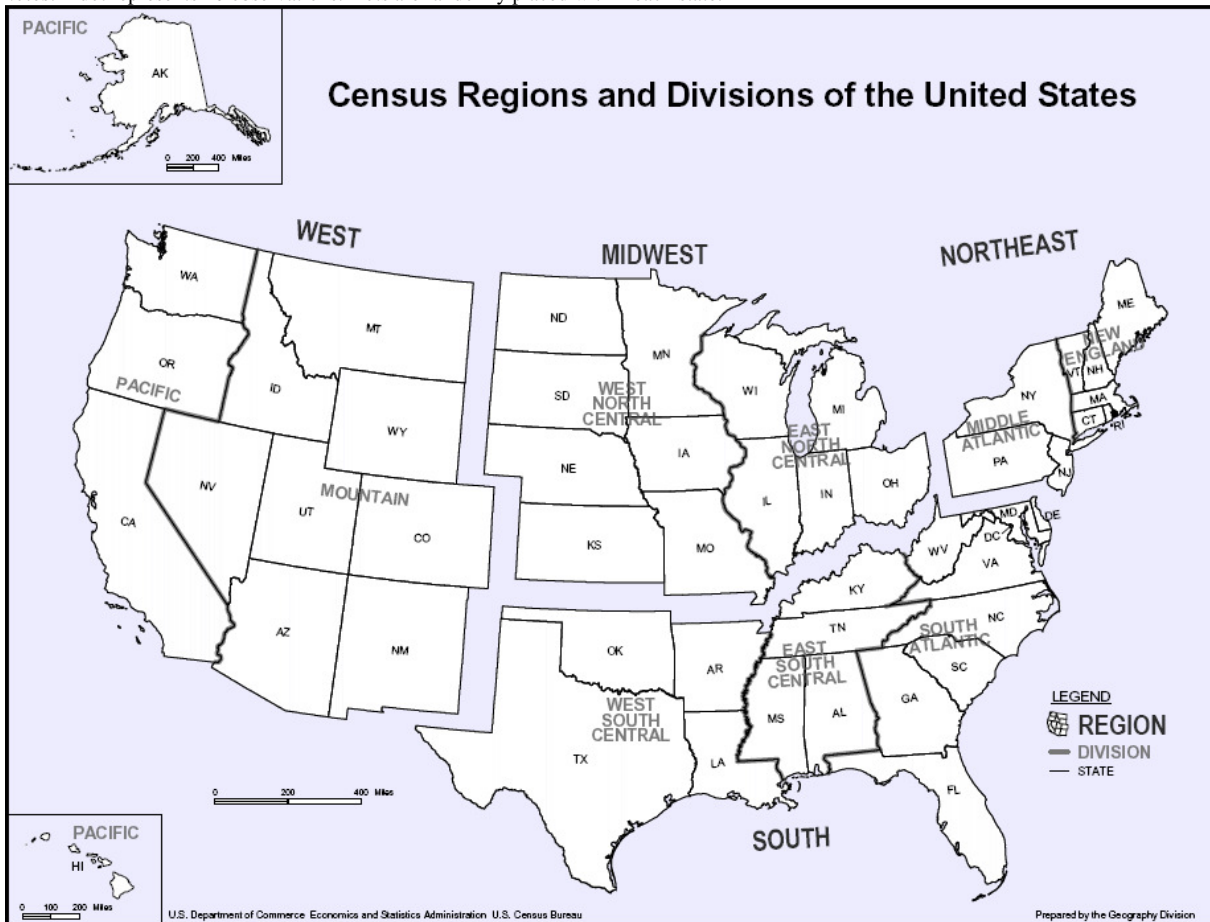 PACIFIC
AK
0 200 400 Miles
Census Regions and Divisions of the United States
WEST
MIDWEST
NORTHEAST
WA
MT
ND
MN
ME
OR
ID
SD
WI
MI
NY
VT
NH
NEW
ENGLAND
PACIFIC
WY
WEST
NORTH
CENTRAL
MA
CT
RI
MIDDLE
ATLANTIC
NE
IA
EAST
NORTH
CENTRAL
PA
NJ
NV
UT
MOUNTAIN
CO
CA
IL
IN
OH
KS
MO
MD
DE
DC
WV
VA
KY
AZ
NM
OK
AR
TN
NC
EAST
SOUTH
CENTRAL
SOUTH
ATLANTIC
SC
WEST
SOUTH
CENTRAL
MS
AL
GA
TX
LA
FL
LEGEND
REGION
DIVISION
STATE
0 200 400 Miles
SOUTH
PACIFIC
HI
0 100 200 Miles
U.S. Department of Commerce Economics and Statistics Administration U.S. Census Bureau
Prepared by the Geography Division